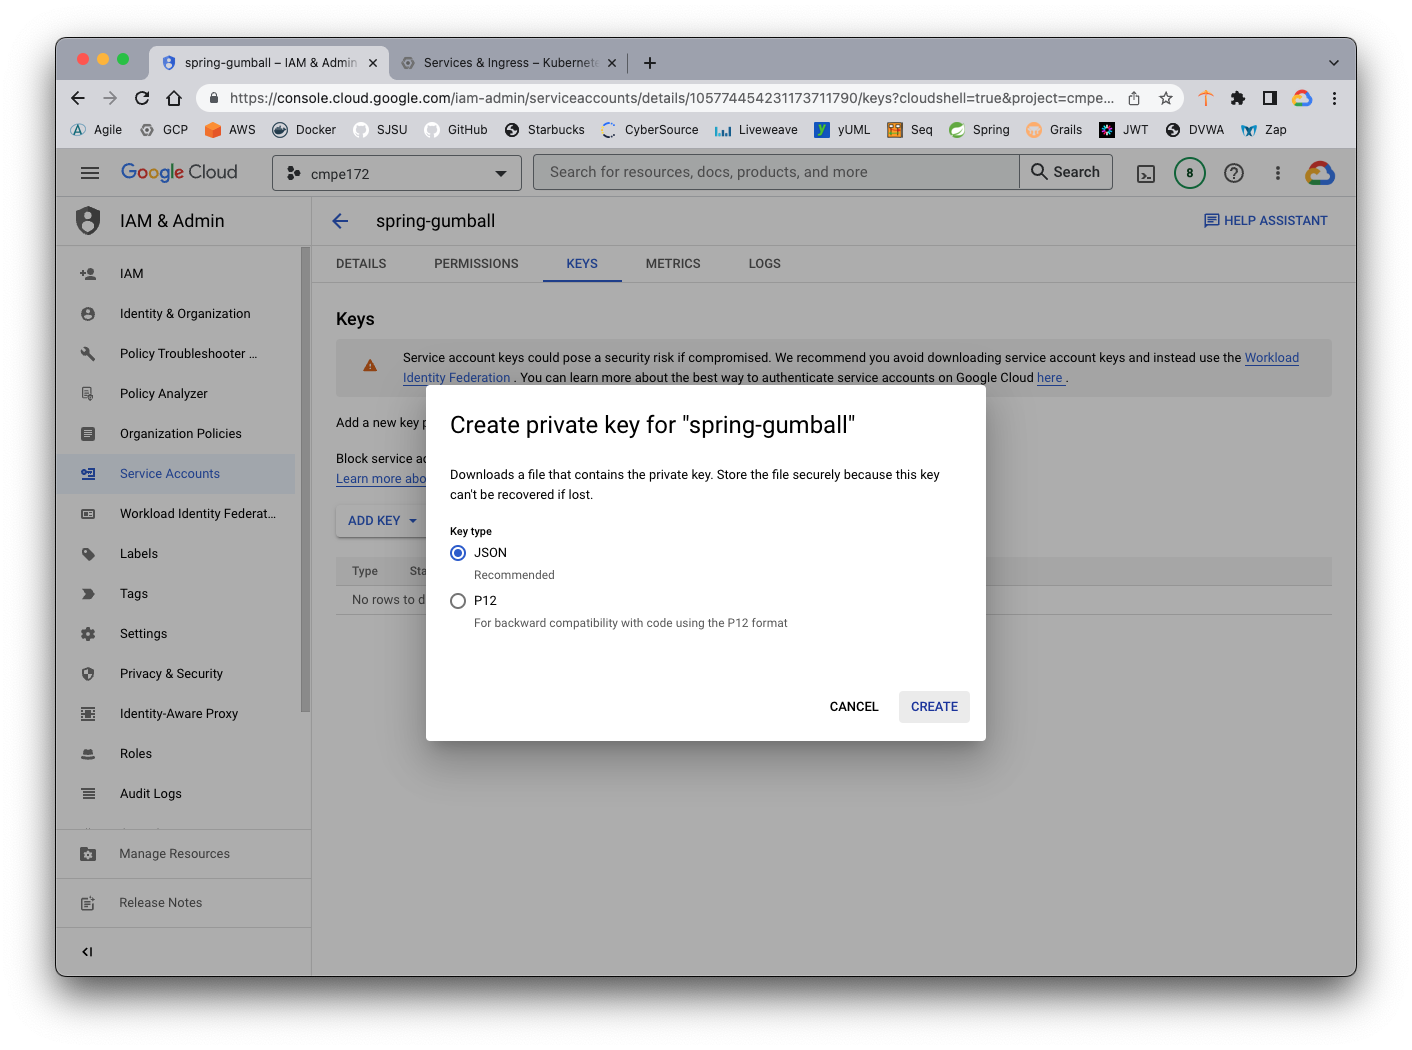 spring-gumball – IAM & Admin
Services & Ingress – Kubernete
https://console.cloud.google.com/iam-admin/serviceaccounts/details/105774454231173711790/keys?cloudshell=true&project=cmpe...
Agile GCP AWS Docker SJSU GitHub Starbucks CyberSource Liveweave yUML Seq Spring Grails JWT DVWA Zap
Google Cloud
cmpe172
Search for resources, docs, products, and more
Search
8
IAM & Admin
spring-gumball
HELP ASSISTANT
IAM
Identity & Organization
Policy Troubleshooter ...
Policy Analyzer
Organization Policies
Service Accounts
Workload Identity Federat...
Labels
Tags
Settings
Privacy & Security
Identity-Aware Proxy
Roles
Audit Logs
Manage Resources
Release Notes
DETAILS PERMISSIONS KEYS METRICS LOGS
Keys
Service account keys could pose a security risk if compromised. We recommend you avoid downloading service account keys and instead use the Workload
Identity Federation . You can learn more about the best way to authenticate service accounts on Google Cloud here .
Add a new key p
Block service ac
Learn more abo
ADD KEY
Type Sta
No rows to d
Create private key for "spring-gumball"
Downloads a file that contains the private key. Store the file securely because this key
can't be recovered if lost.
Key type
JSON
Recommended
P12
For backward compatibility with code using the P12 format
CANCEL CREATE